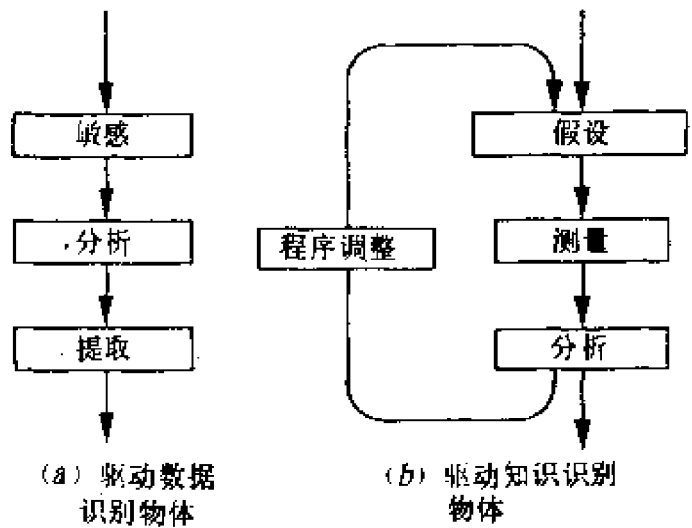 敏感
分析
提取
(a) 驱动数据
识别物体
假设
程序调整
测量
分析
(b) 驱动知识识别
物体